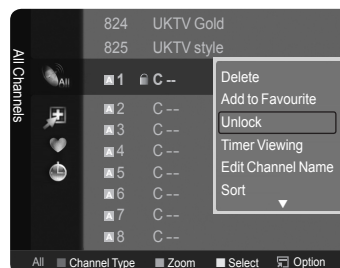 All Channels
824 UKTV Gold
825 UKTV style
All
A 1 C --
A 2 C --
A 3 C --
A 4 C --
A 5 C --
A 6 C --
A 7 C --
A 8 C --
Delete
Add to Favourite
Unlock
Timer Viewing
Edit Channel Name
Sort
All Channel Type Zoom Select Option